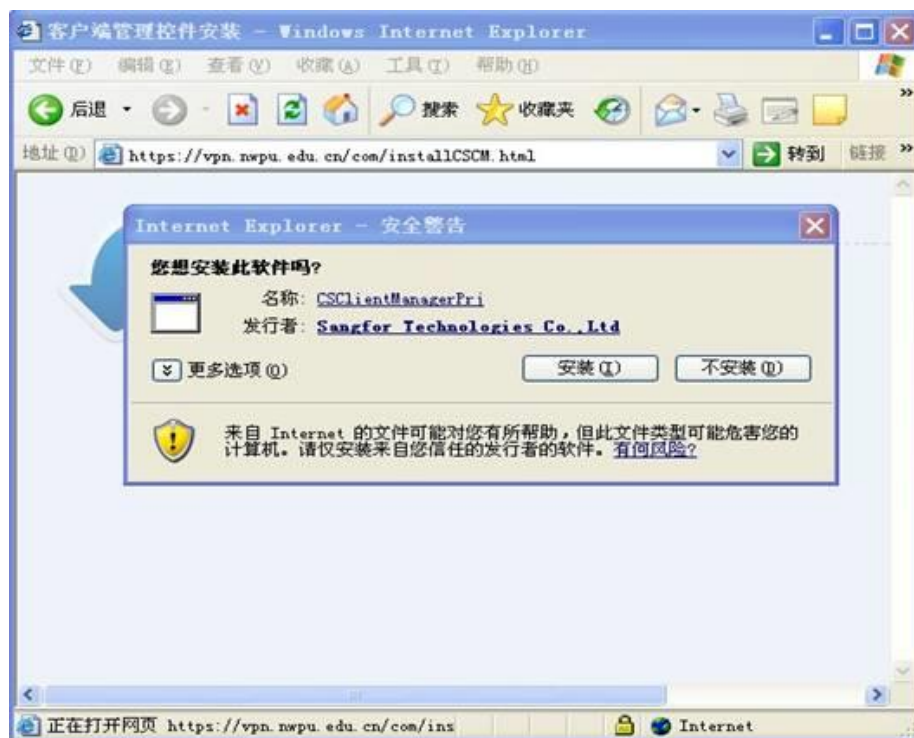 客户端管理控件安装 - Windows Internet Explorer
文件(F) 编辑(E) 查看(V) 收藏(A) 工具(T) 帮助(H)
后退 搜索 收藏夹 »
地址(D) https://vpn.nwpu.edu.cn/com/installCSCM.html 转到 链接 »
Internet Explorer - 安全警告
您想安装此软件吗?
名称: CSClientManagerPri
发行者: Sangfor Technologies Co.,Ltd
更多选项(O) 安装(I) 不安装(D)
来自 Internet 的文件可能对您有所帮助，但此文件类型可能危害您的
计算机。请仅安装来自您信任的发行者的软件。有何风险?
正在打开网页 https://vpn.nwpu.edu.cn/com/ins Internet